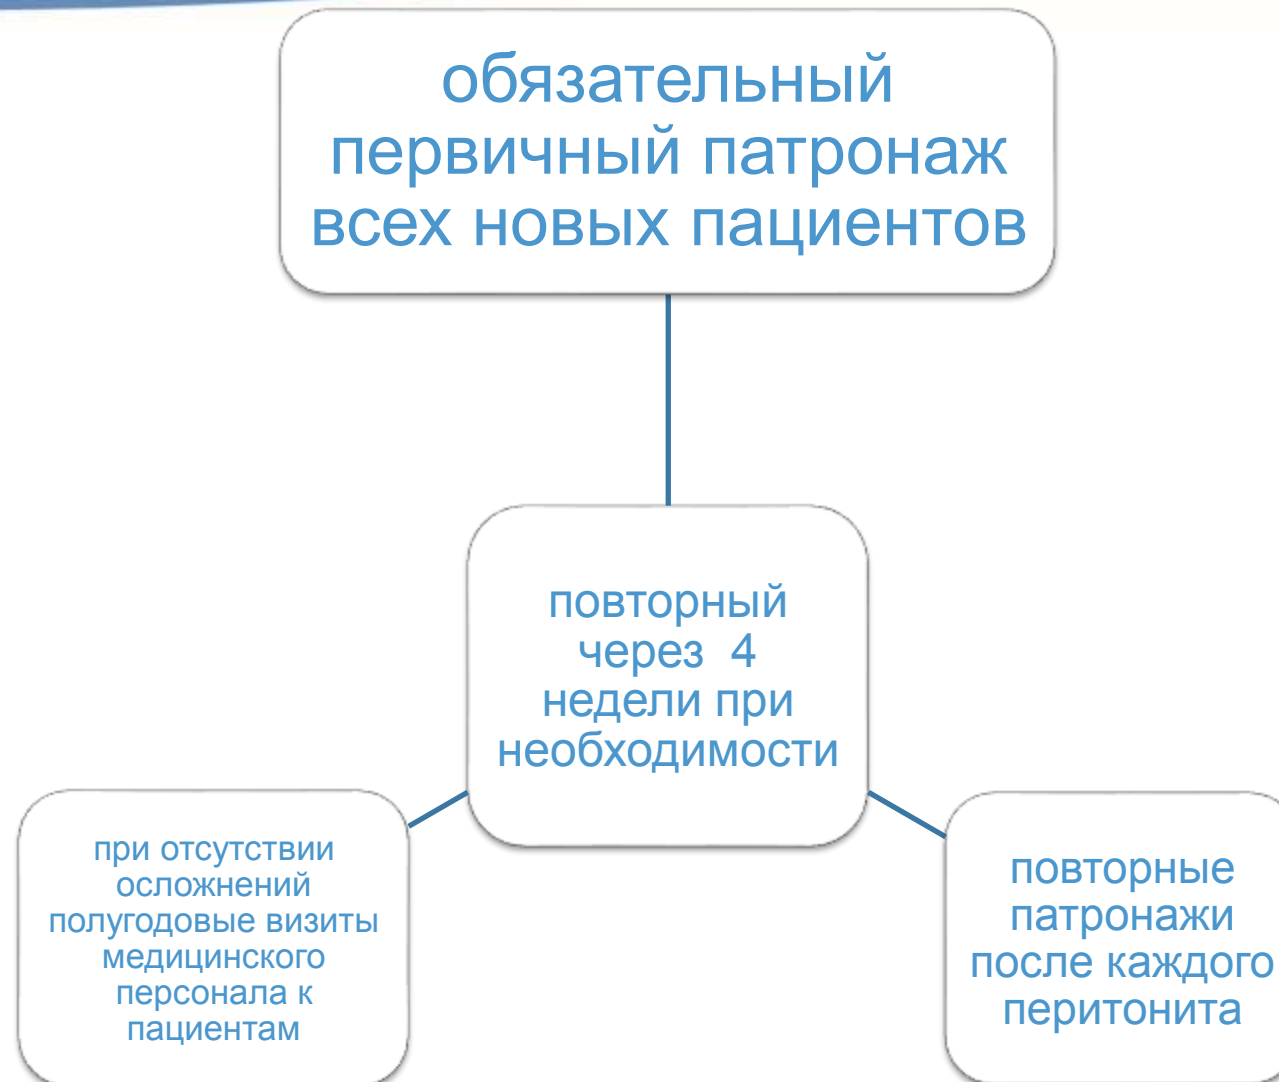 обязательный
первичный патронаж
всех новых пациентов
повторный
через  4
недели при
необходимости
при отсутствии
осложнений
полугодовые визиты
медицинского
персонала к
пациентам
повторные
патронажи
после каждого
перитонита